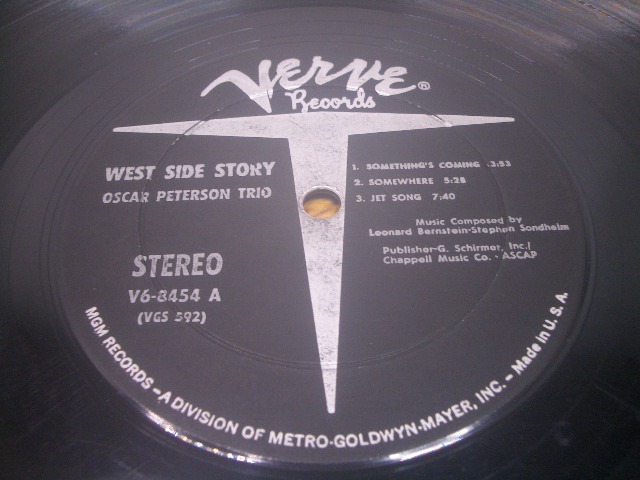 Verve®
Records
WEST SIDE STORY
OSCAR PETERSON TRIO
STEREO
V6-8454 A
(VGS 592)
1. SOMETHING'S COMING 3:53
2. SOMEWHERE 5:28
3. JET SONG 7:40
Music Composed by
Leonard Bernstein-Stephen Sondheim
Publisher-G. Schirmer, Inc./
Chappell Music Co. - ASCAP
MGM RECORDS – A DIVISION OF METRO-GOLDWYN-MAYER, INC. – Made in U.S.A.